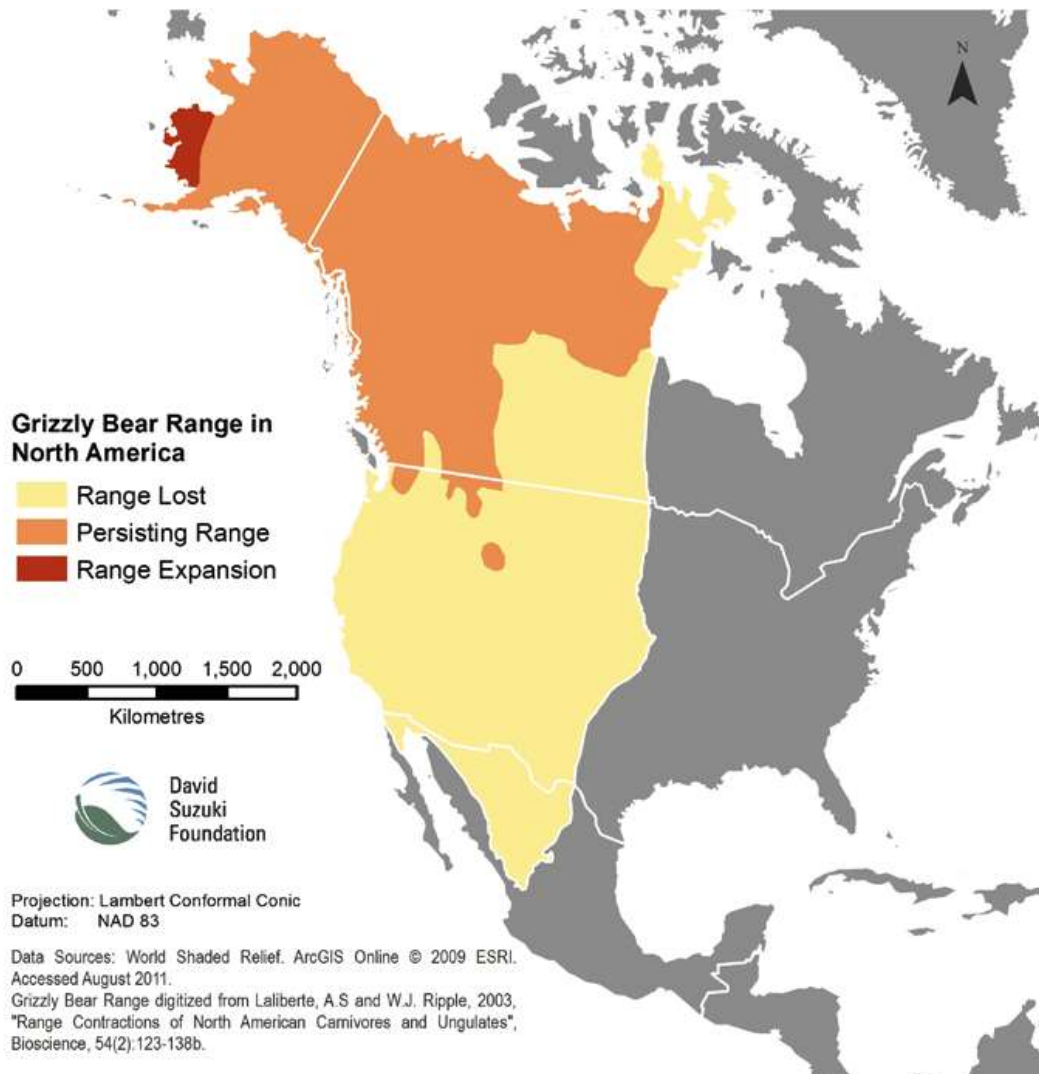 N
Grizzly Bear Range in
North America
Range Lost
Persisting Range
Range Expansion
0 500 1,000 1,500 2,000
Kilometres
David
Suzuki
Foundation
Projection: Lambert Conformal Conic
Datum: NAD 83
Data Sources: World Shaded Relief. ArcGIS Online © 2009 ESRI.
Accessed August 2011.
Grizzly Bear Range digitized from Laliberte, A.S and W.J. Ripple, 2003,
"Range Contractions of North American Carnivores and Ungulates",
Bioscience, 54(2):123-138b.